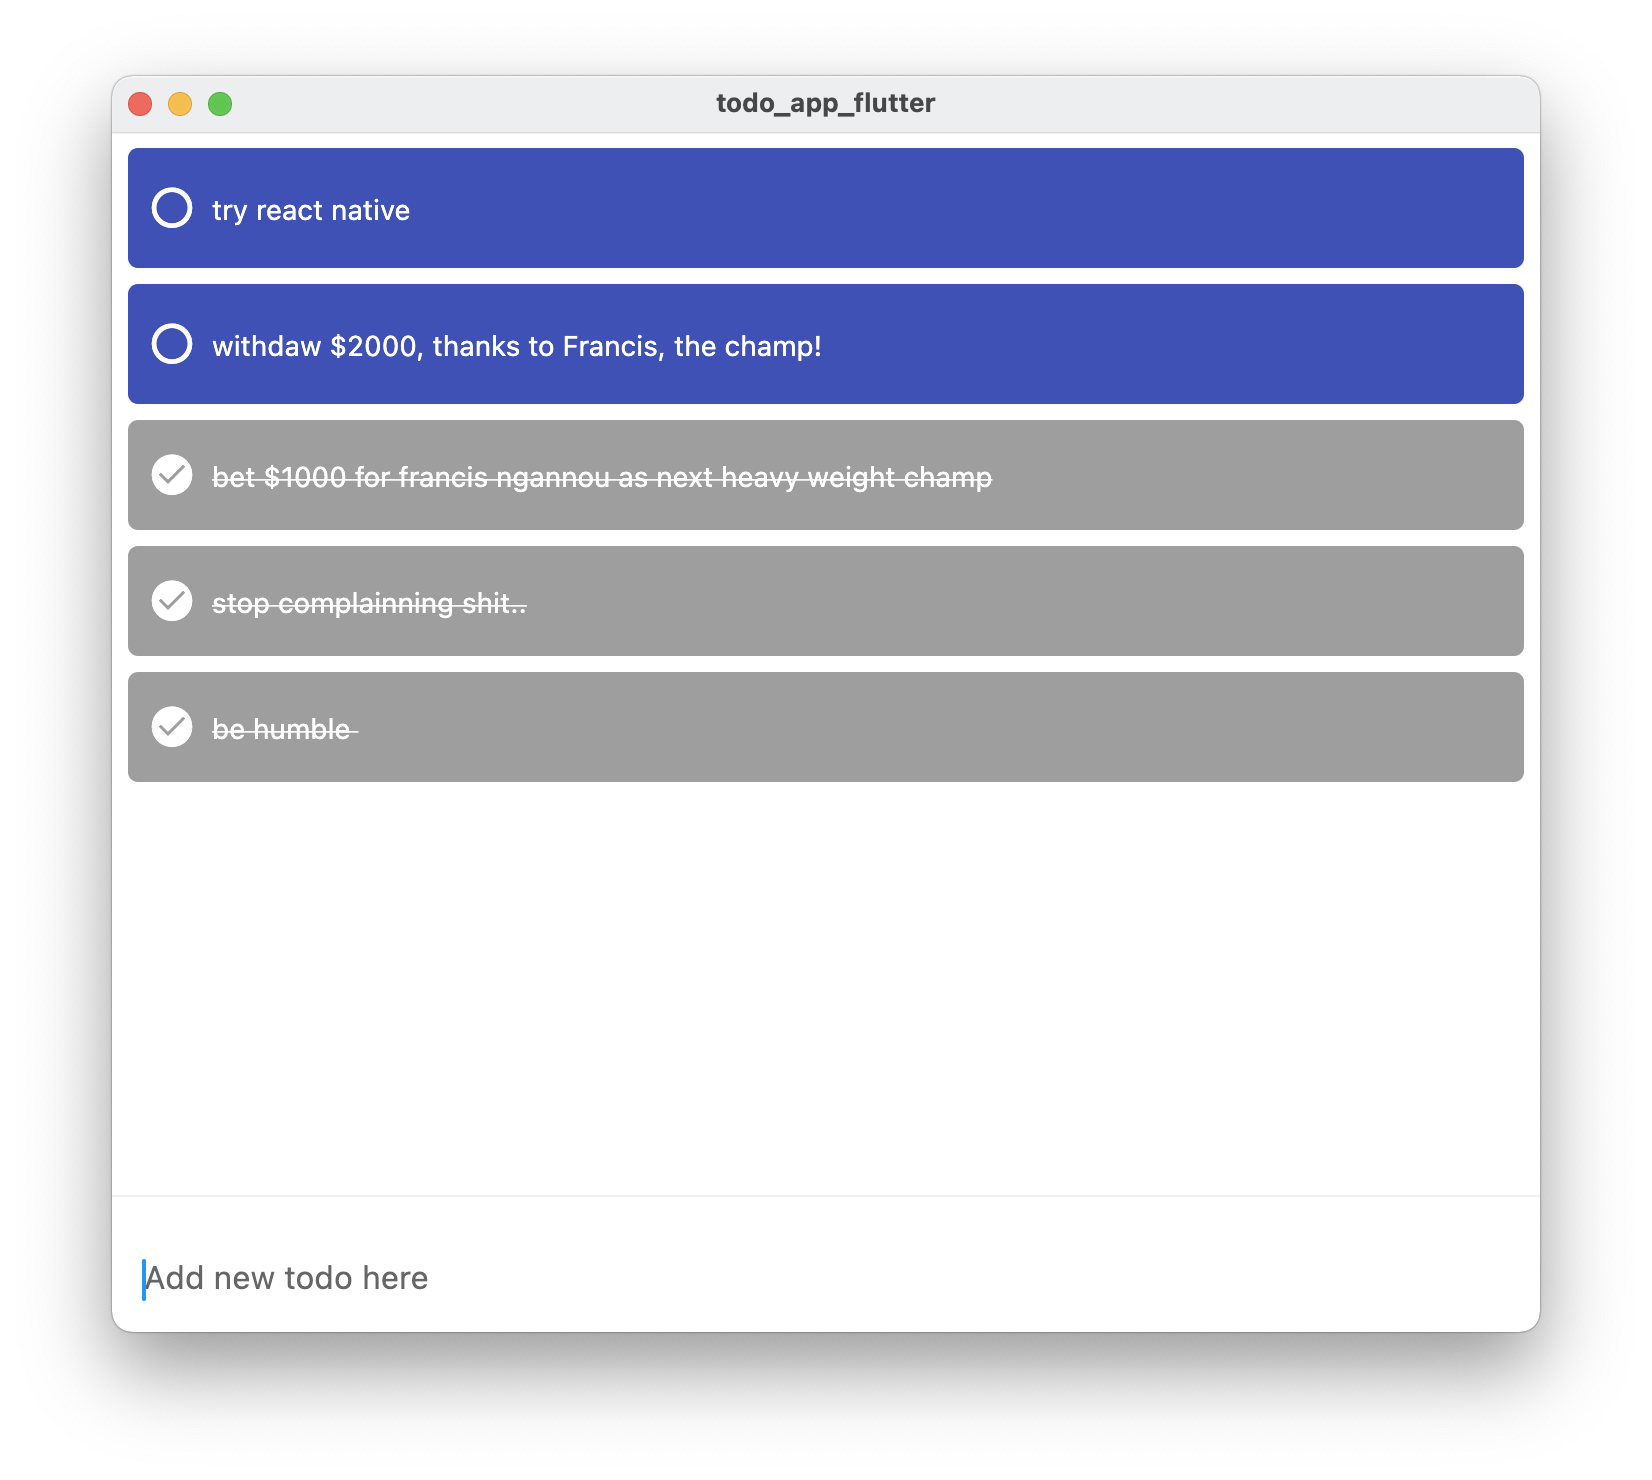 todo_app_flutter
try react native
withdaw $2000, thanks to Francis, the champ!
bet $1000 for francis ngannou as next heavy weight champ
stop complainning shit..
be humble
Add new todo here